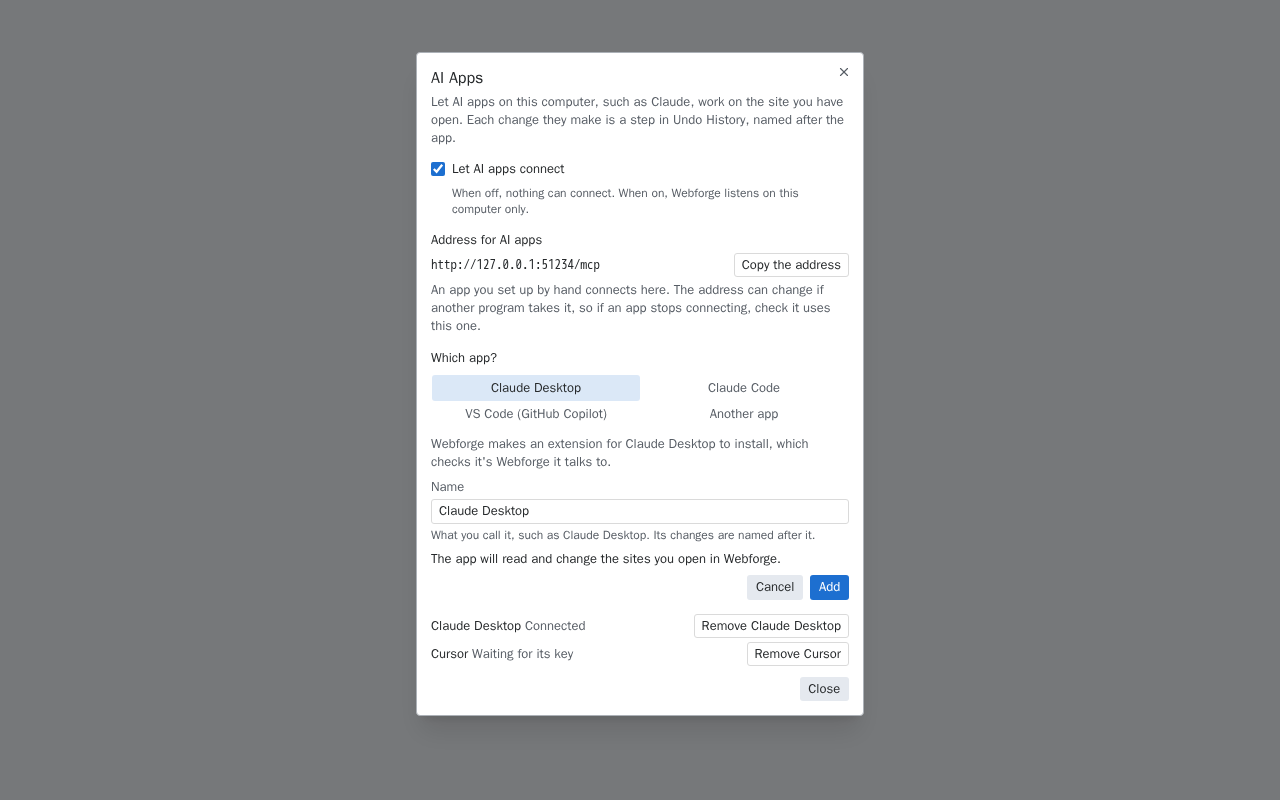 AI Apps
Let AI apps on this computer, such as Claude, work on the site you have
open. Each change they make is a step in Undo History, named after the
app.
Let AI apps connect
When off, nothing can connect. When on, Webforge listens on this
computer only.
Address for AI apps
http://127.0.0.1:51234/mcp
Copy the address
An app you set up by hand connects here. The address can change if
another program takes it, so if an app stops connecting, check it uses
this one.
Which app?
Claude Desktop
Claude Code
VS Code (GitHub Copilot)
Another app
Webforge makes an extension for Claude Desktop to install, which
checks it's Webforge it talks to.
Name
Claude Desktop
What you call it, such as Claude Desktop. Its changes are named after it.
The app will read and change the sites you open in Webforge.
Cancel
Add
Claude Desktop Connected
Remove Claude Desktop
Cursor Waiting for its key
Remove Cursor
Close